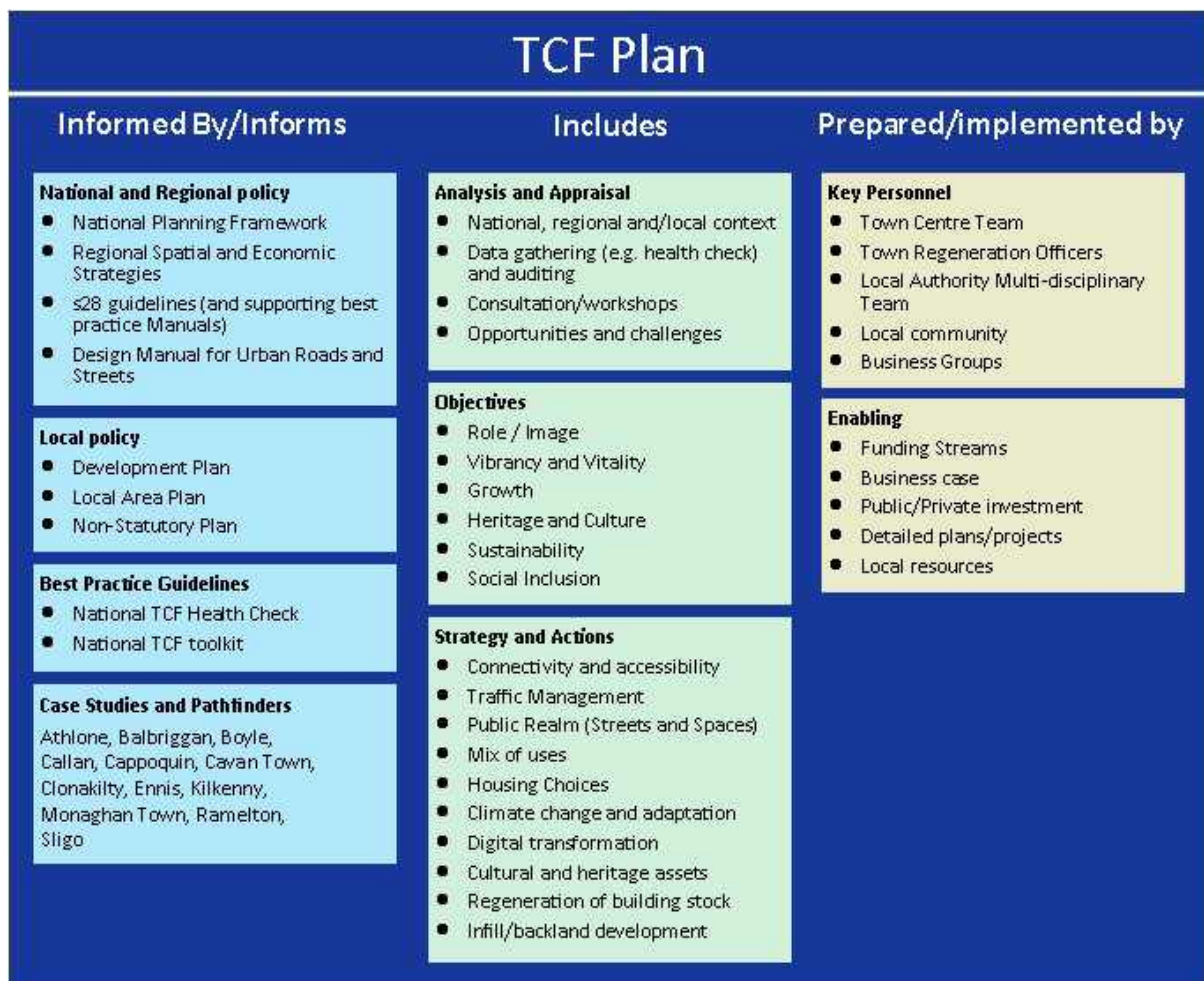 TCF Plan
Informed By/Informs
National and Regional policy
● National Planning Framework
● Regional Spatial and Economic
Strategies
● s28 guidelines (and supporting best
practice Manuals)
● Design Manual for Urban Roads and
Streets
Local policy
● Development Plan
● Local Area Plan
● Non-Statutory Plan
Best Practice Guidelines
● National TCF Health Check
● National TCF toolkit
Case Studies and Pathfinders
Athlone, Balbriggan, Boyle,
Callan, Cappoquin, Cavan Town,
Clonakilty, Ennis, Kilkenny,
Monaghan Town, Ramelton,
Sligo
Includes
Analysis and Appraisal
● National, regional and/local context
● Data gathering (e.g. health check)
and auditing
● Consultation/workshops
● Opportunities and challenges
Objectives
● Role / Image
● Vibrancy and Vitality
● Growth
● Heritage and Culture
● Sustainability
● Social Inclusion
Strategy and Actions
● Connectivity and accessibility
● Traffic Management
● Public Realm (Streets and Spaces)
● Mix of uses
● Housing Choices
● Climate change and adaptation
● Digital transformation
● Cultural and heritage assets
● Regeneration of building stock
● Infill/backland development
Prepared/implemented by
Key Personnel
● Town Centre Team
● Town Regeneration Officers
● Local Authority Multi-disciplinary
Team
● Local community
● Business Groups
Enabling
● Funding Streams
● Business case
● Public/Private investment
● Detailed plans/projects
● Local resources